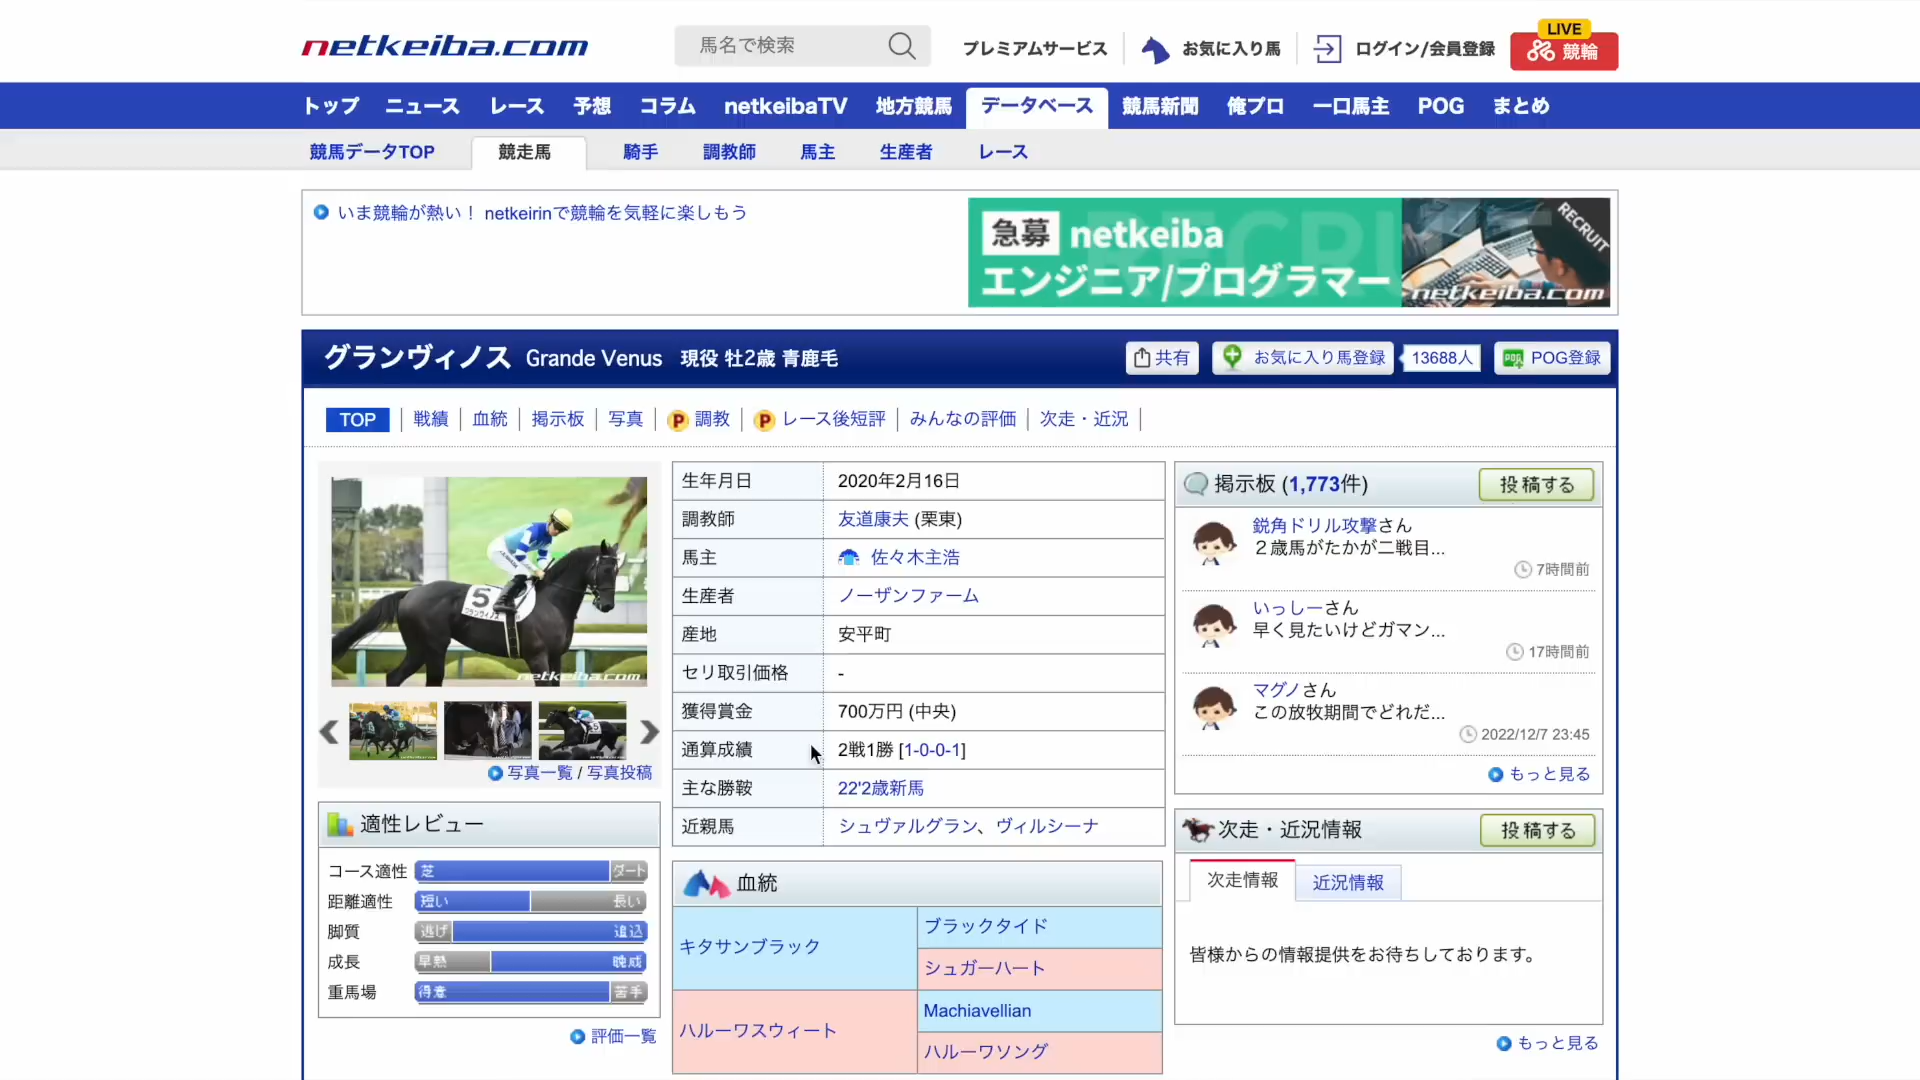 netkeiba.com
馬名で検索
プレミアムサービス
お気に入り馬
ログイン/会員登録
LIVE
競輪
トップ ニュース レース 予想 コラム netkeibaTV 地方競馬 データベース 競馬新聞 俺プロ 一口馬主 POG まとめ
競馬データTOP 競走馬 騎手 調教師 馬主 生産者 レース
いま競輪が熱い！ netkeirinで競輪を気軽に楽しもう
急募 netkeiba
エンジニア/プログラマー
RECRUIT
netkeiba.com
グランヴィノス Grande Venus 現役 牡2歳 青鹿毛
共有
お気に入り馬登録
13688人
POG登録
TOP 戦績 血統 掲示板 写真 P 調教 P レース後短評 みんなの評価 次走・近況
5
グランヴィノス
netkeiba.com
写真一覧 / 写真投稿
適性レビュー
コース適性 芝 ダート
距離適性 短い 長い
脚質 逃げ 追込
成長 早熟 晩成
重馬場 得意 苦手
評価一覧
生年月日 2020年2月16日
調教師 友道康夫 (栗東)
馬主 佐々木主浩
生産者 ノーザンファーム
産地 安平町
セリ取引価格 -
獲得賞金 700万円 (中央)
通算成績 2戦1勝 [1-0-0-1]
主な勝鞍 22'2歳新馬
近親馬 シュヴァルグラン、ヴィルシーナ
血統
キタサンブラック
ブラックタイド
シュガーハート
ハルーワスウィート
Machiavellian
ハルーワソング
掲示板 (1,773件)
投稿する
鋭角ドリル攻撃さん
２歳馬がたかが二戦目...
7時間前
いっしーさん
早く見たいけどガマン...
17時間前
マグノさん
この放牧期間でどれだ...
2022/12/7 23:45
もっと見る
次走・近況情報
投稿する
次走情報 近況情報
皆様からの情報提供をお待ちしております。
もっと見る